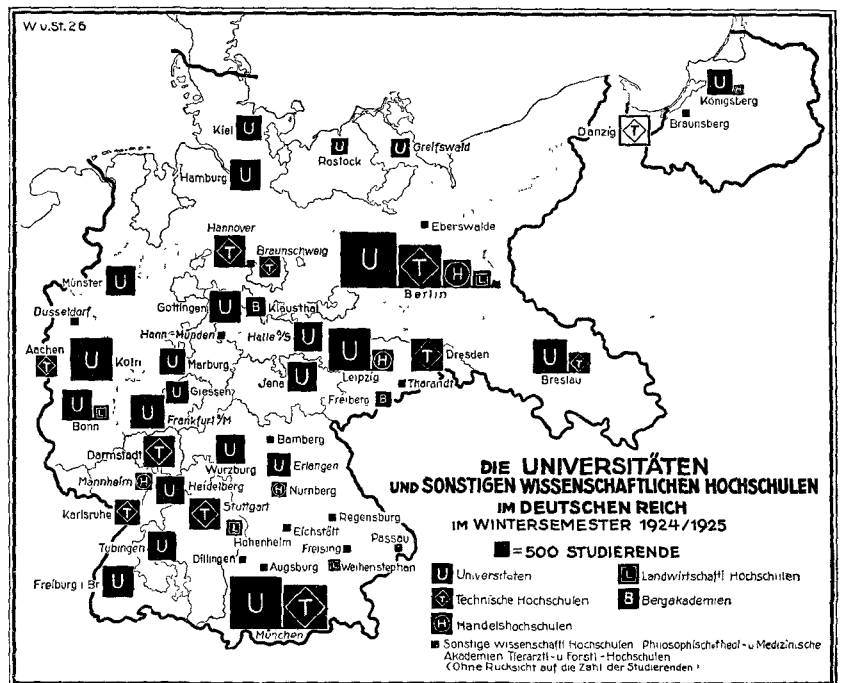 W u.St. 26
U
Königsberg
H
Braunsberg
Danzig
T
Kiel
U
Rostock
U
Greifswald
U
Hamburg
U
Eberswalde
Hannover
T
Braunschweig
T
U
T
H
L
Berlin
Münster
U
Göttingen
U
B
Klausthal
Düsseldorf
Hann-Münden
Halle a/S
U
Aachen
T
U
Köln
U
Marburg
U
Leipzig
H
T
Dresden
U
T
Breslau
Jena
U
Tharandt
U
Giessen
Freiberg
B
U
L
Bonn
U
Frankfurt a/M
Bamberg
Darmstadt
T
U
Wurzburg
U
Erlangen
Mannheim
H
U
Heidelberg
H
Nurnberg
Karlsruhe
T
T
Stuttgart
L
Hohenheim
Regensburg
Eichstätt
Tubingen
U
Freising
Passau
Dillingen
Augsburg
L
Weihenstephan
Freiburg i Br
U
U
T
München
DIE UNIVERSITÄTEN
UND SONSTIGEN WISSENSCHAFTLICHEN HOCHSCHULEN
IM DEUTSCHEN REICH
IM WINTERSEMESTER 1924/1925
= 500 STUDIERENDE
U Universitäten
T Technische Hochschulen
H Handelshochschulen
L Landwirtschaftl Hochschulen
B Bergakademien
Sonstige wissenschaftl Hochschulen Philosophisch-theol- u Medizinische
Akademien Tierärztl- u Forstl-Hochschulen
(Ohne Rücksicht auf die Zahl der Studierenden)